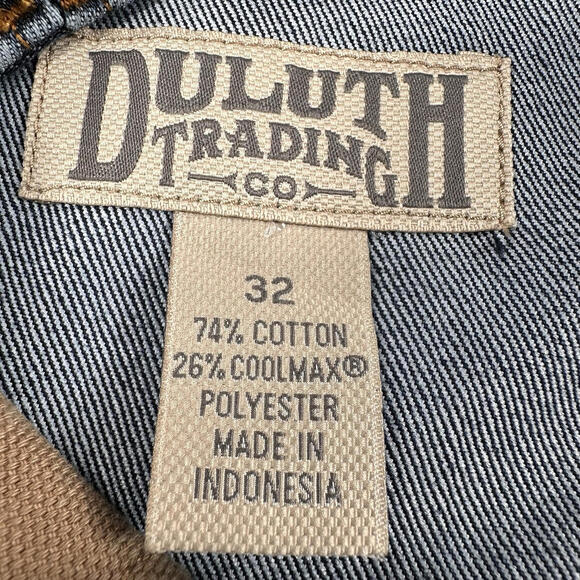 DULUTH
TRADING
CO
32
74% COTTON
26% COOLMAX®
POLYESTER
MADE IN
INDONESIA